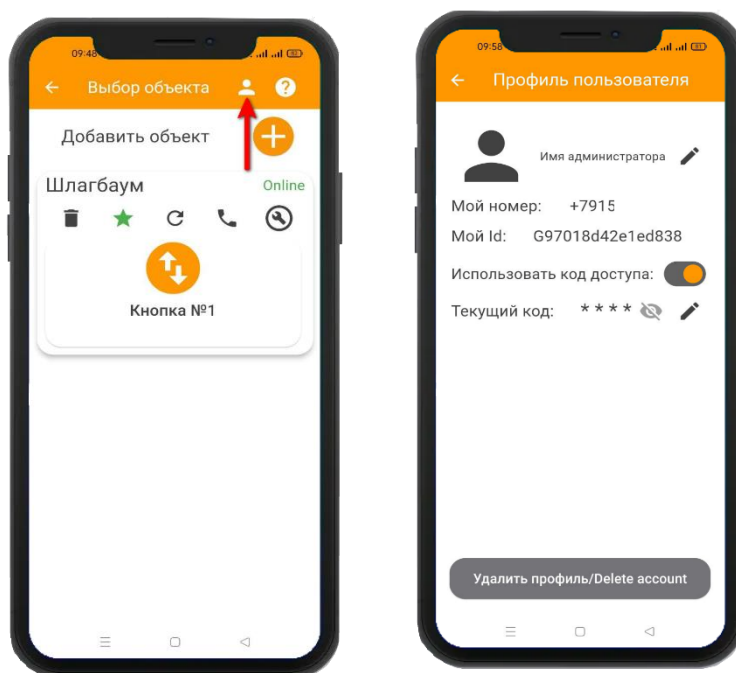 09:48
Выбор объекта
Добавить объект
Шлагбаум
Online
Кнопка №1
09:58
Профиль пользователя
Имя администратора
Мой номер: +7915
Мой Id: G97018d42e1ed838
Использовать код доступа:
Текущий код: * * * *
Удалить профиль/Delete account